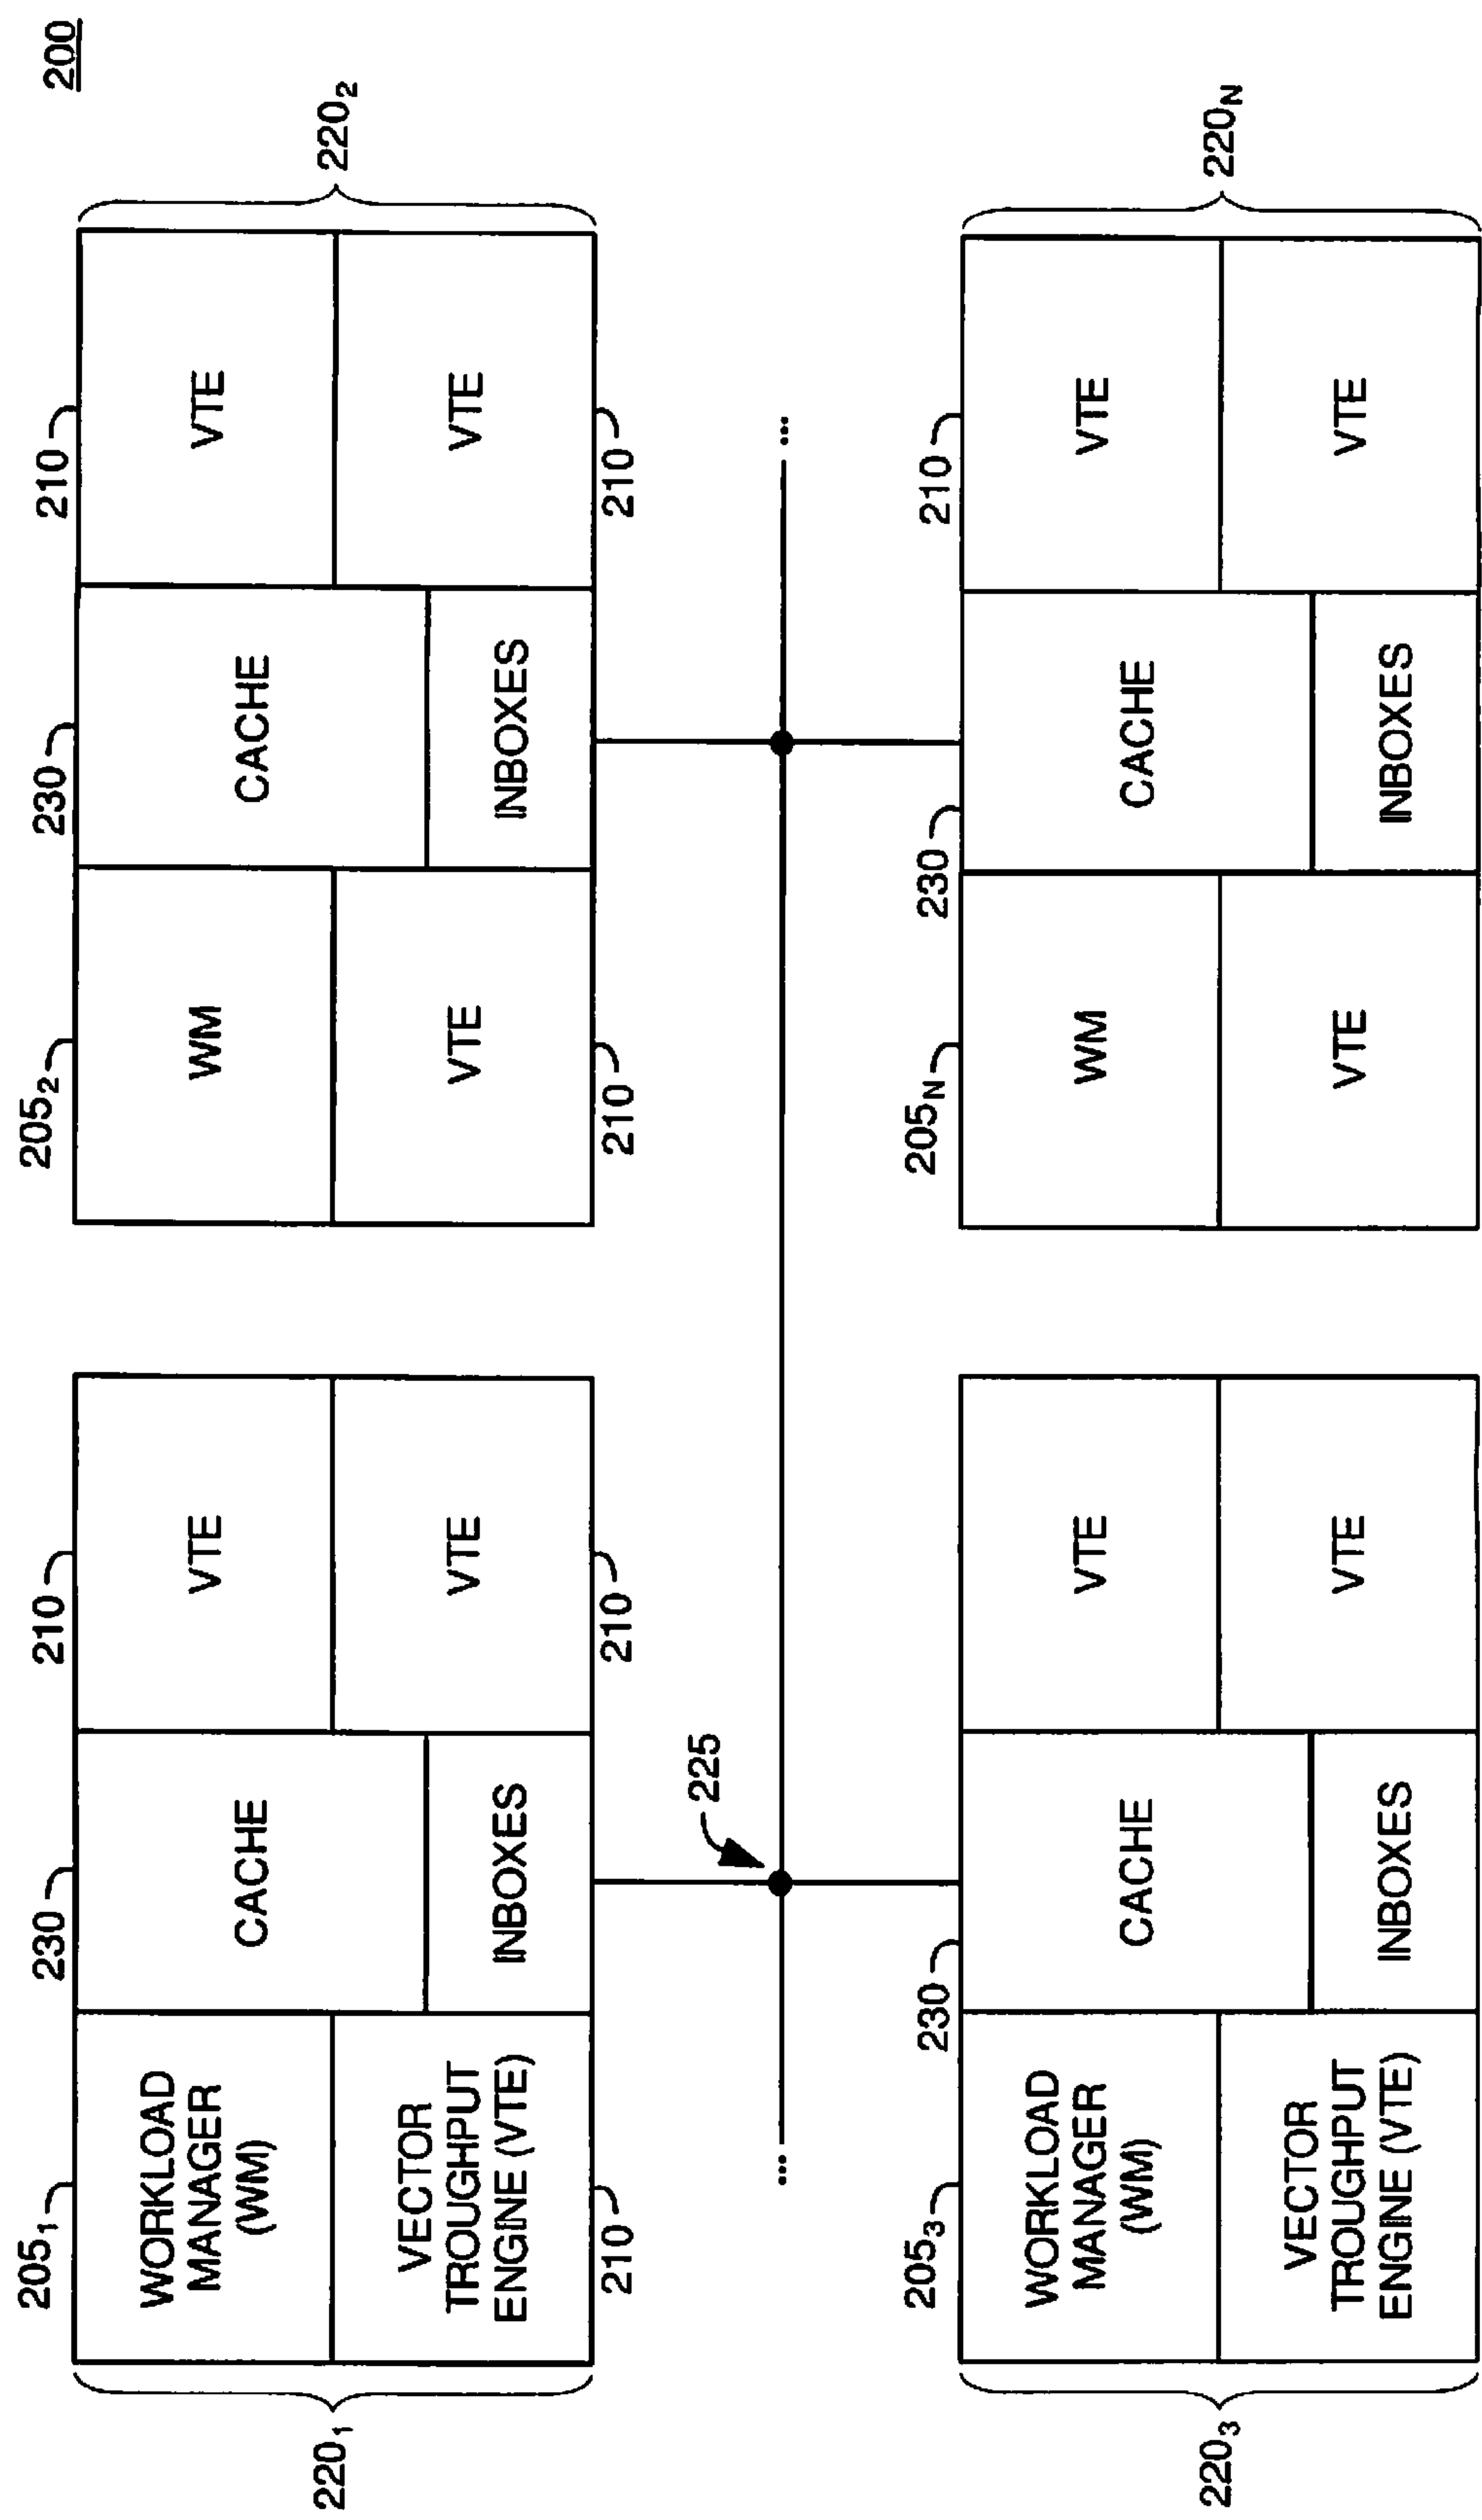 200
205₁
230
210
WORKLOAD
MANAGER
(WM)
CACHE
VTE
VECTOR
TROUGHPUT
ENGINE (VTE)
INBOXES
VTE
220₁
210
210
205₂
230
210
WM
CACHE
VTE
VTE
INBOXES
VTE
220₂
210
210
225
...
...
205₃
230
WORKLOAD
MANAGER
(WM)
CACHE
VTE
VECTOR
TROUGHPUT
ENGINE (VTE)
INBOXES
VTE
220₃
205N
230
210
WM
CACHE
VTE
VTE
INBOXES
VTE
220N